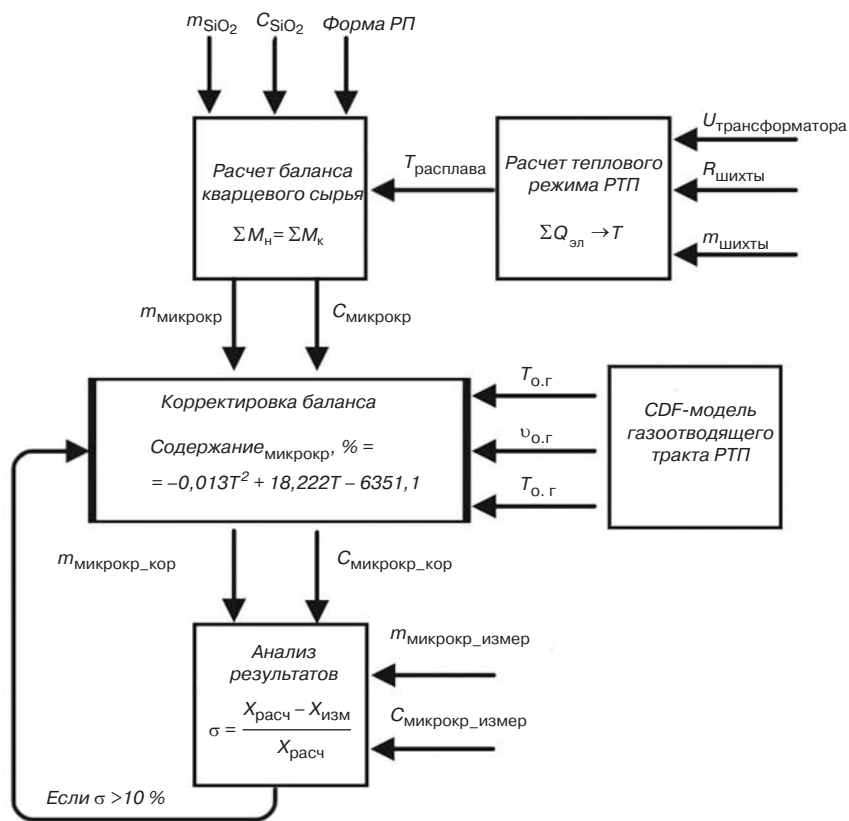 m_SiO₂
C_SiO₂
Форма РП
Расчет баланса
кварцевого сырья
ΣM_н = ΣM_к
T_расплава
Расчет теплового
режима РТП
ΣQ_эл → T
U_трансформатора
R_шихты
m_шихты
m_микрокр
C_микрокр
Корректировка баланса
Содержание_микрокр, % =
= –0,013T² + 18,222T – 6351,1
T_о.г
υ_о.г
T_о. г
CDF-модель
газоотводящего
тракта РТП
m_микрокр_кор
C_микрокр_кор
Анализ
результатов
σ = (X_расч – X_изм) / X_расч
m_микрокр_измер
C_микрокр_измер
Если σ >10 %